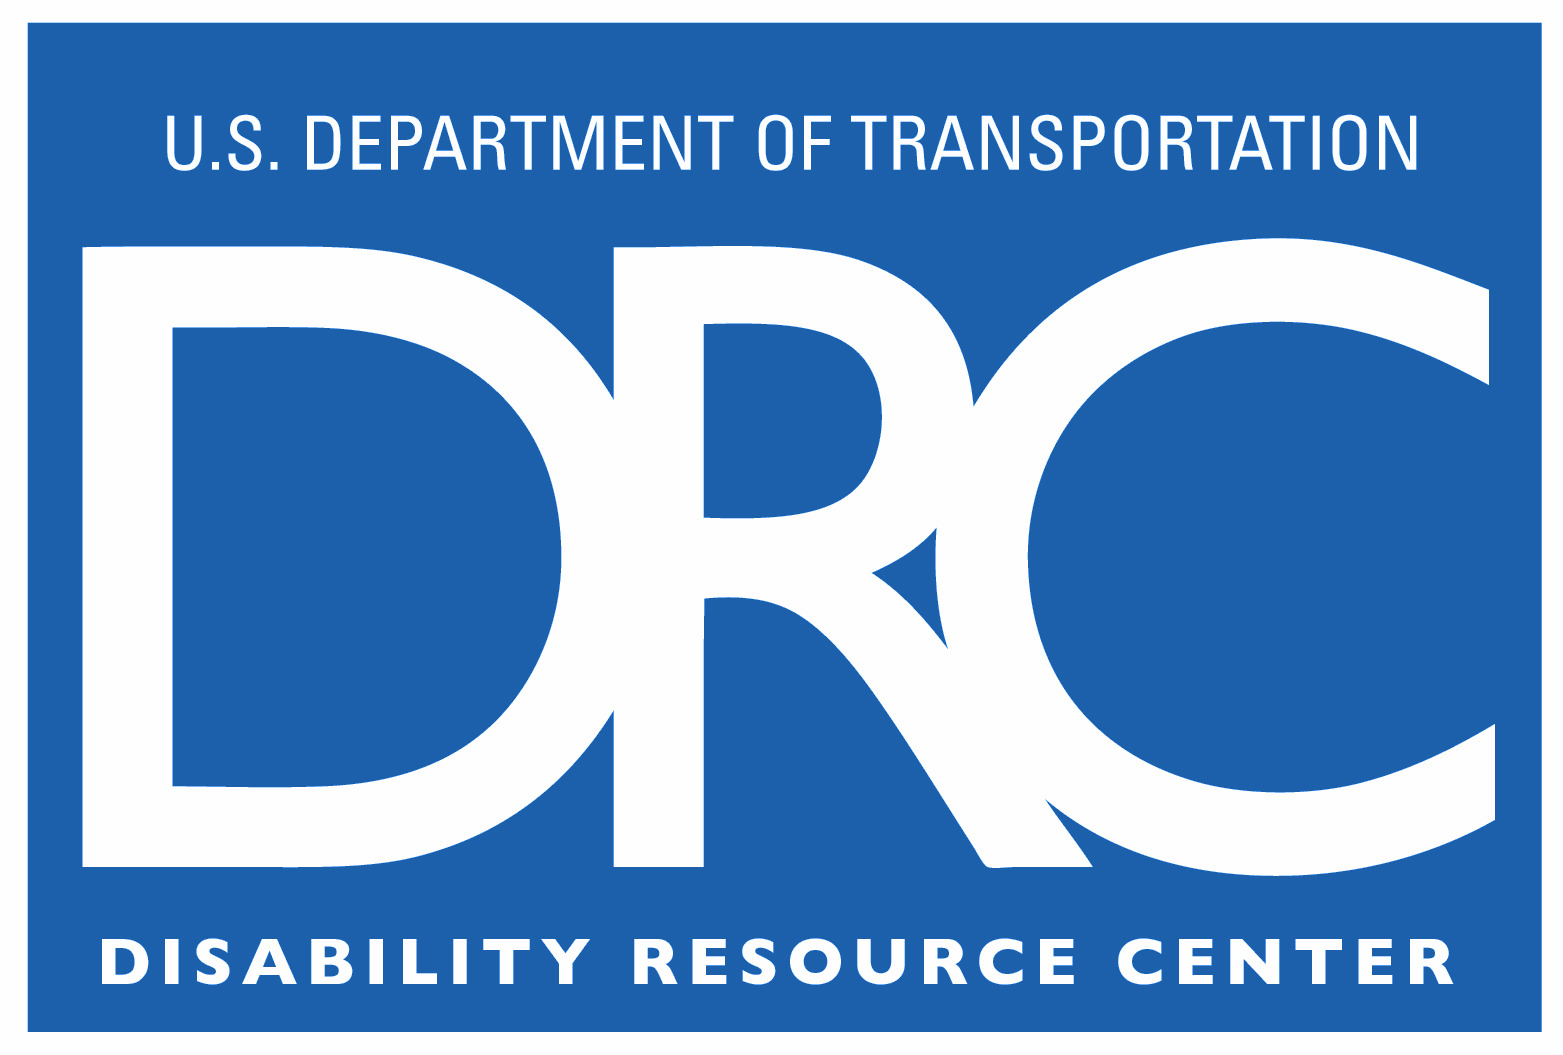 U.S. DEPARTMENT OF TRANSPORTATION
DRC
DISABILITY RESOURCE CENTER